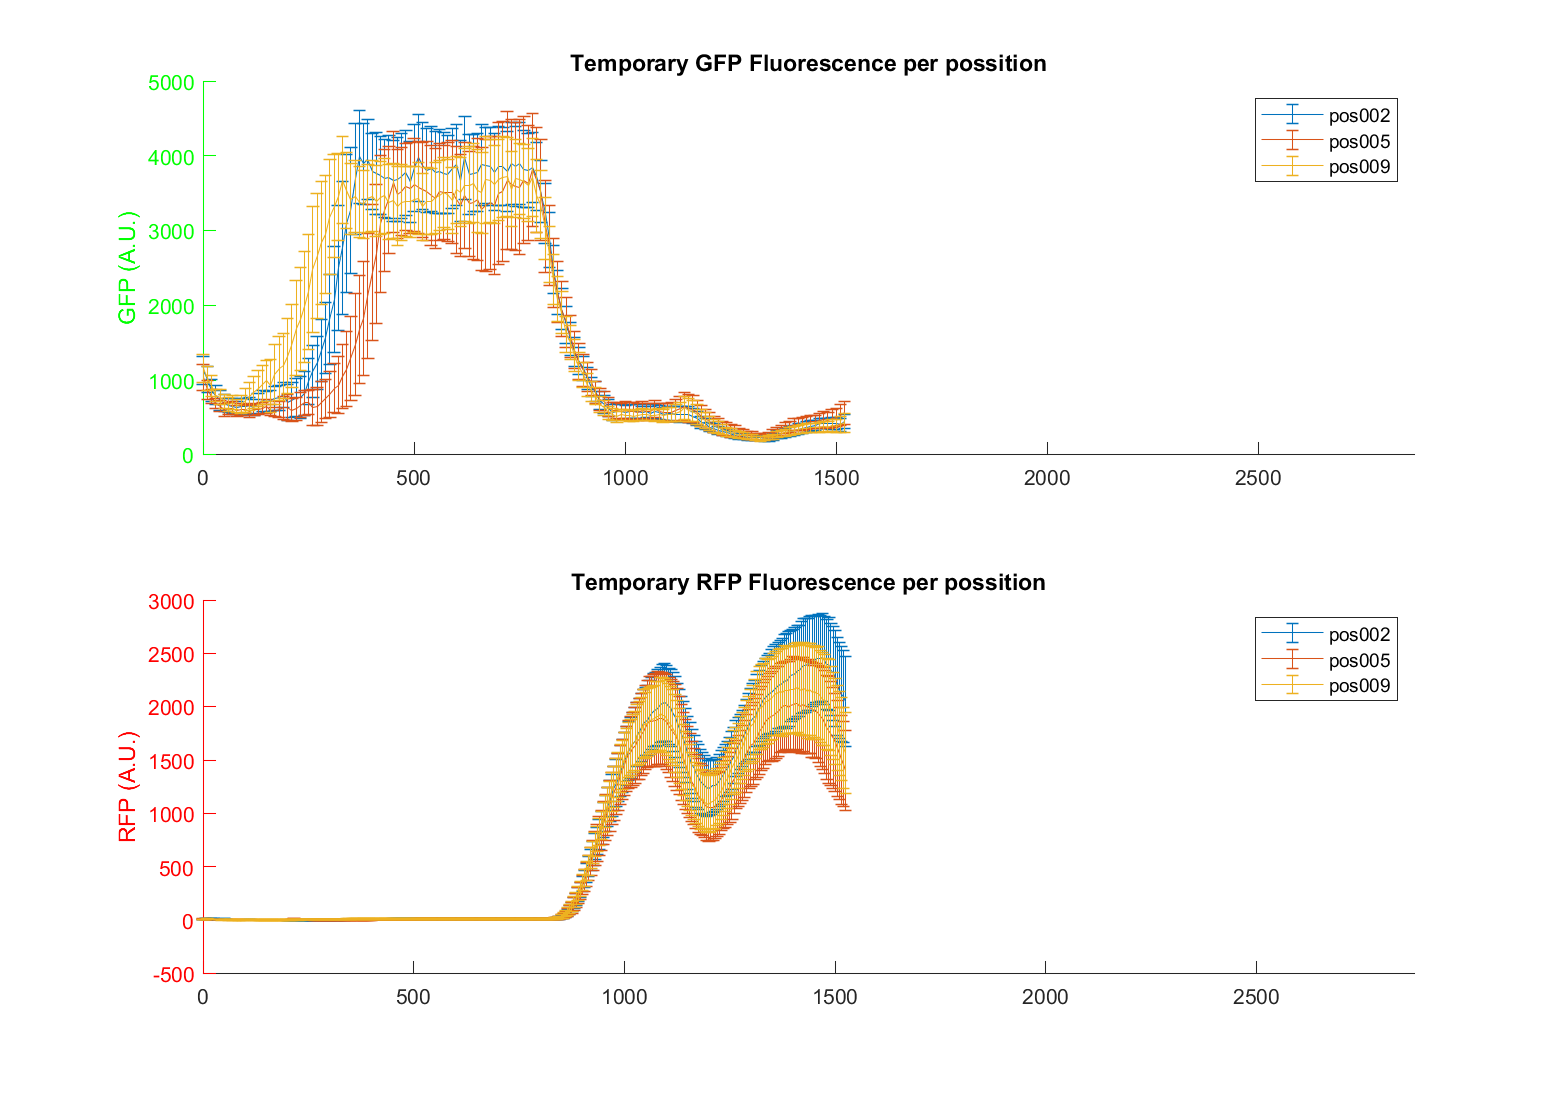 Temporary GFP Fluorescence per possition
5000
4000
3000
2000
1000
0
GFP (A.U.)
0 500 1000 1500 2000 2500
pos002
pos005
pos009
Temporary RFP Fluorescence per possition
3000
2500
2000
1500
1000
500
0
-500
RFP (A.U.)
0 500 1000 1500 2000 2500
pos002
pos005
pos009